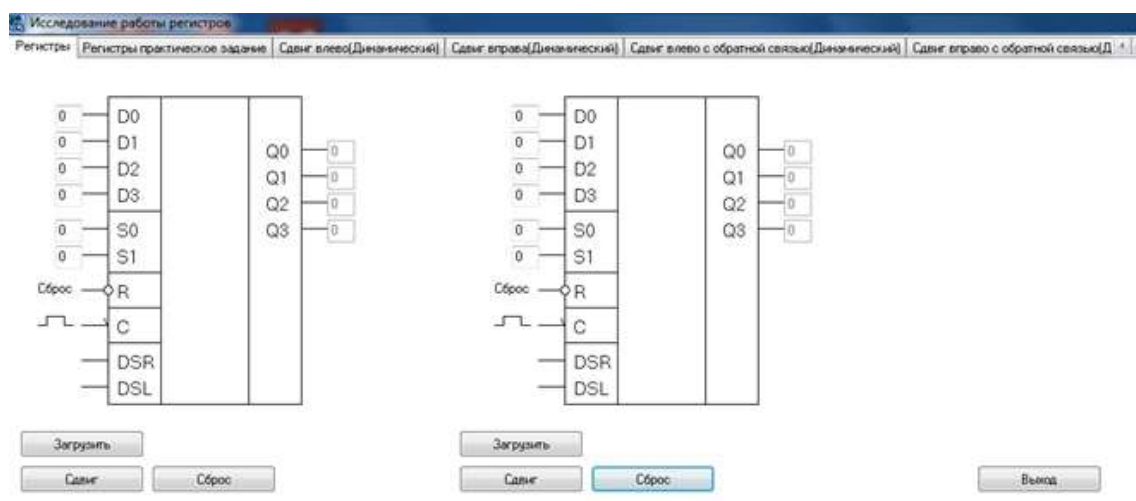 Исследование работы регистров
Регистры Регистры практическое задание Сдвиг влево(Динамический) Сдвиг вправа(Динамический) Сдвиг влево с обратной связью(Динамический) Сдвиг вправо с обратной связью(Д
0 D0 0 D0
0 D1 0 D1
Q0 0 Q0 0
0 D2 0 D2
Q1 0 Q1 0
0 D3 0 D3
Q2 0 Q2 0
0 S0 Q3 0 0 S0 Q3 0
0 S1 0 S1
Сброс R Сброс R
C C
DSR DSR
DSL DSL
Загрузить Загрузить
Сдвиг Сброс Сдвиг Сброс Выход